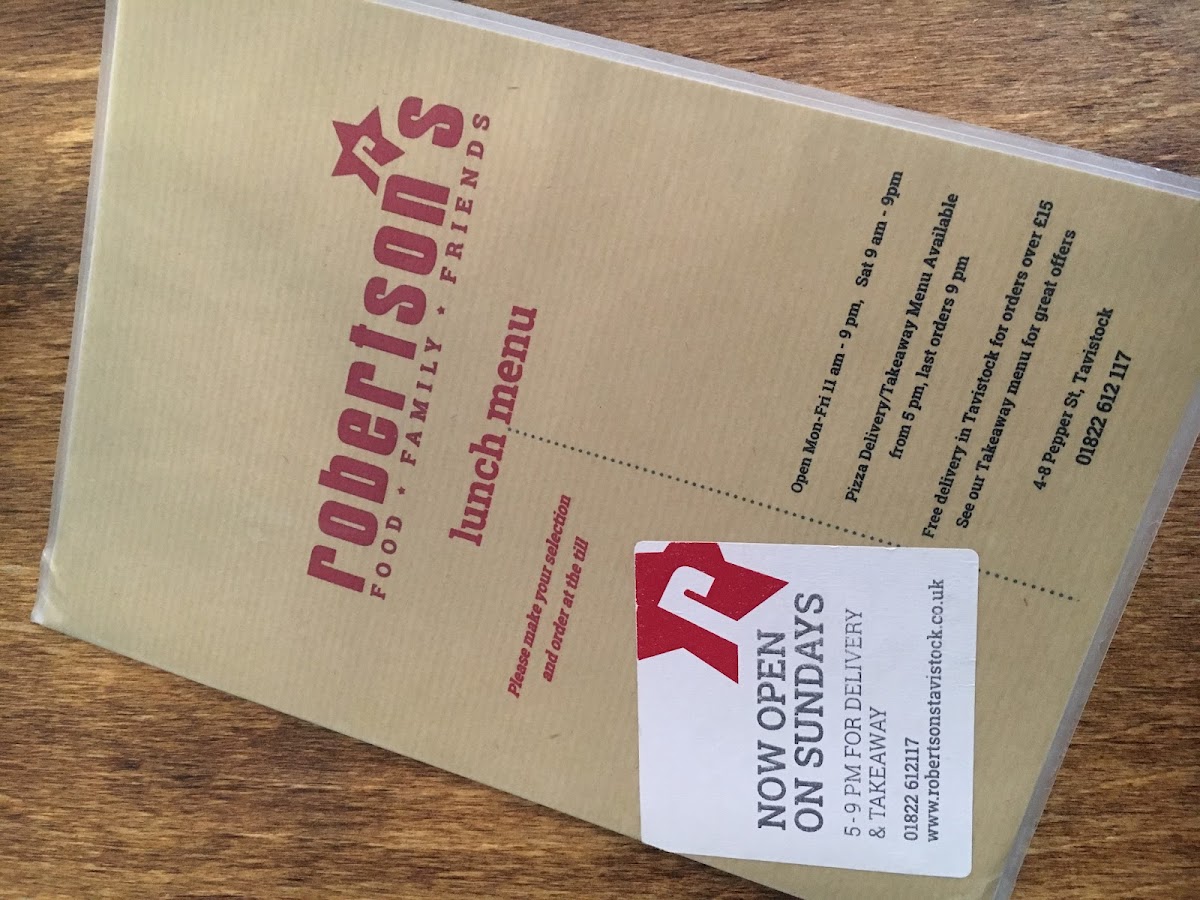 robertson's
FOOD ★ FAMILY ★ FRIENDS
lunch menu
Please make your selection
and order at the till
Open Mon-Fri 11 am - 9 pm, Sat 9 am - 9pm
Pizza Delivery/Takeaway Menu Available
from 5 pm, last orders 9 pm
Free delivery in Tavistock for orders over £15
See our Takeaway menu for great offers
4-8 Pepper St, Tavistock
01822 612 117
NOW OPEN
ON SUNDAYS
5 - 9 PM FOR DELIVERY
& TAKEAWAY
01822 612117
www.robertsonstavistock.co.uk